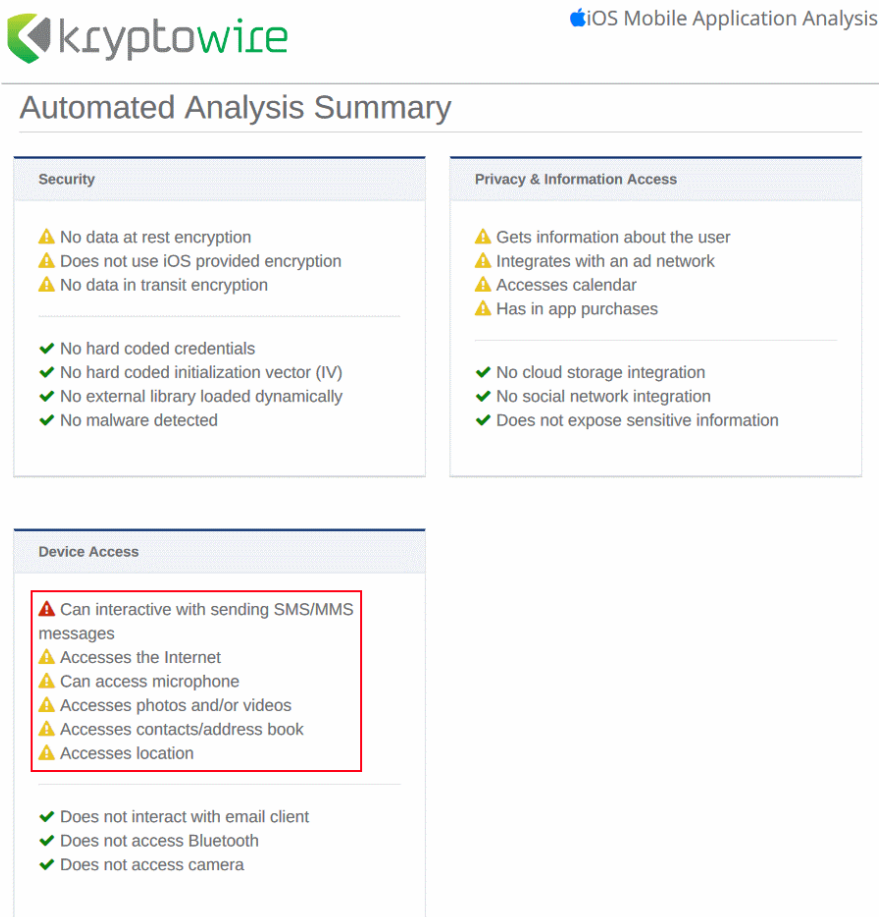 kryptowire
iOS Mobile Application Analysis
Automated Analysis Summary
Security
No data at rest encryption
Does not use iOS provided encryption
No data in transit encryption
No hard coded credentials
No hard coded initialization vector (IV)
No external library loaded dynamically
No malware detected
Privacy & Information Access
Gets information about the user
Integrates with an ad network
Accesses calendar
Has in app purchases
No cloud storage integration
No social network integration
Does not expose sensitive information
Device Access
Can interactive with sending SMS/MMS
messages
Accesses the Internet
Can access microphone
Accesses photos and/or videos
Accesses contacts/address book
Accesses location
Does not interact with email client
Does not access Bluetooth
Does not access camera